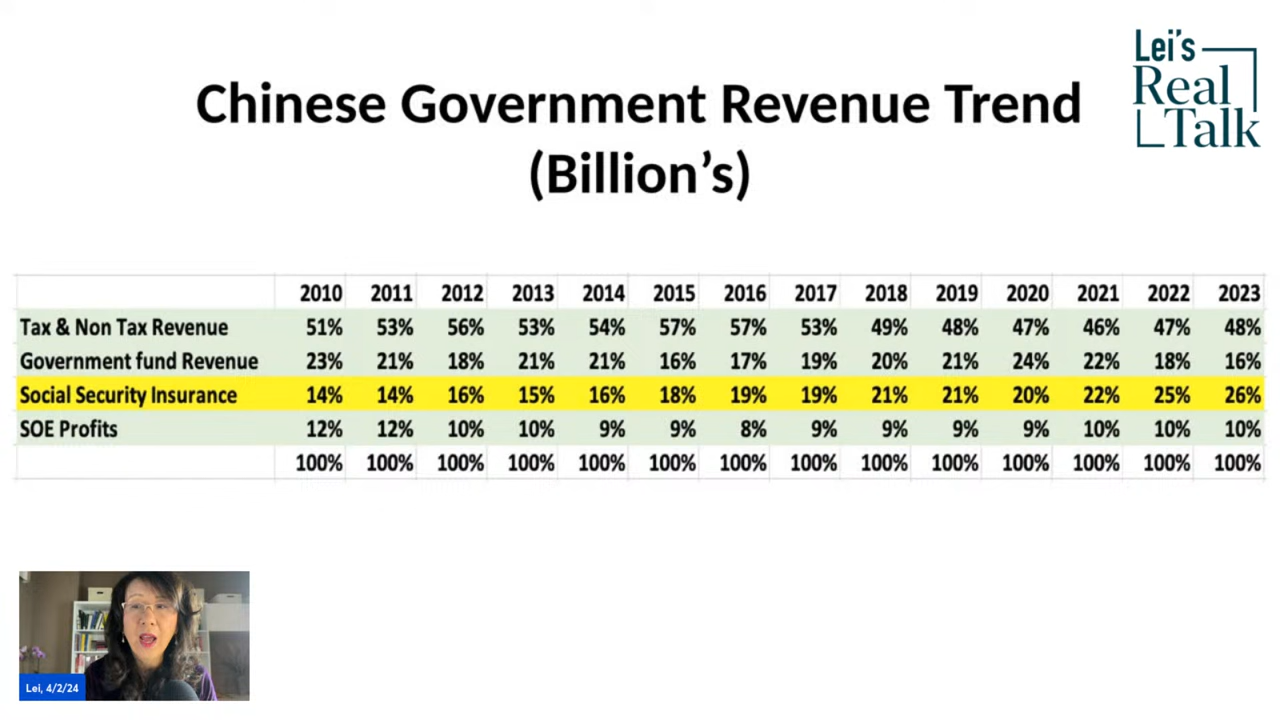 Lei's
Real
Talk
Chinese Government Revenue Trend
(Billion’s)
2010 2011 2012 2013 2014 2015 2016 2017 2018 2019 2020 2021 2022 2023
Tax & Non Tax Revenue 51% 53% 56% 53% 54% 57% 57% 53% 49% 48% 47% 46% 47% 48%
Government fund Revenue 23% 21% 18% 21% 21% 16% 17% 19% 20% 21% 24% 22% 18% 16%
Social Security Insurance 14% 14% 16% 15% 16% 18% 19% 19% 21% 21% 20% 22% 25% 26%
SOE Profits 12% 12% 10% 10% 9% 9% 8% 9% 9% 9% 9% 10% 10% 10%
100% 100% 100% 100% 100% 100% 100% 100% 100% 100% 100% 100% 100% 100%
Lei, 4/2/24